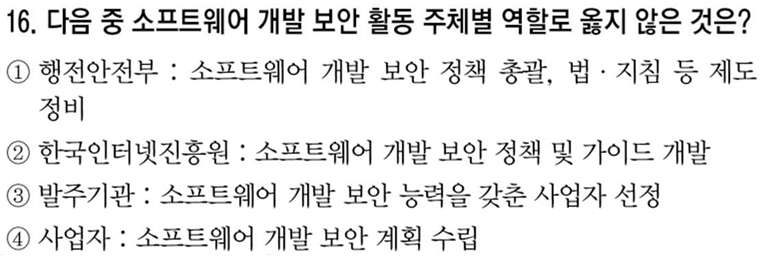 16. 다음 중 소프트웨어 개발 보안 활동 주체별 역할로 옳지 않은 것은?
① 행전안전부 : 소프트웨어 개발 보안 정책 총괄, 법 · 지침 등 제도
정비
② 한국인터넷진흥원 : 소프트웨어 개발 보안 정책 및 가이드 개발
③ 발주기관 : 소프트웨어 개발 보안 능력을 갖춘 사업자 선정
④ 사업자 : 소프트웨어 개발 보안 계획 수립